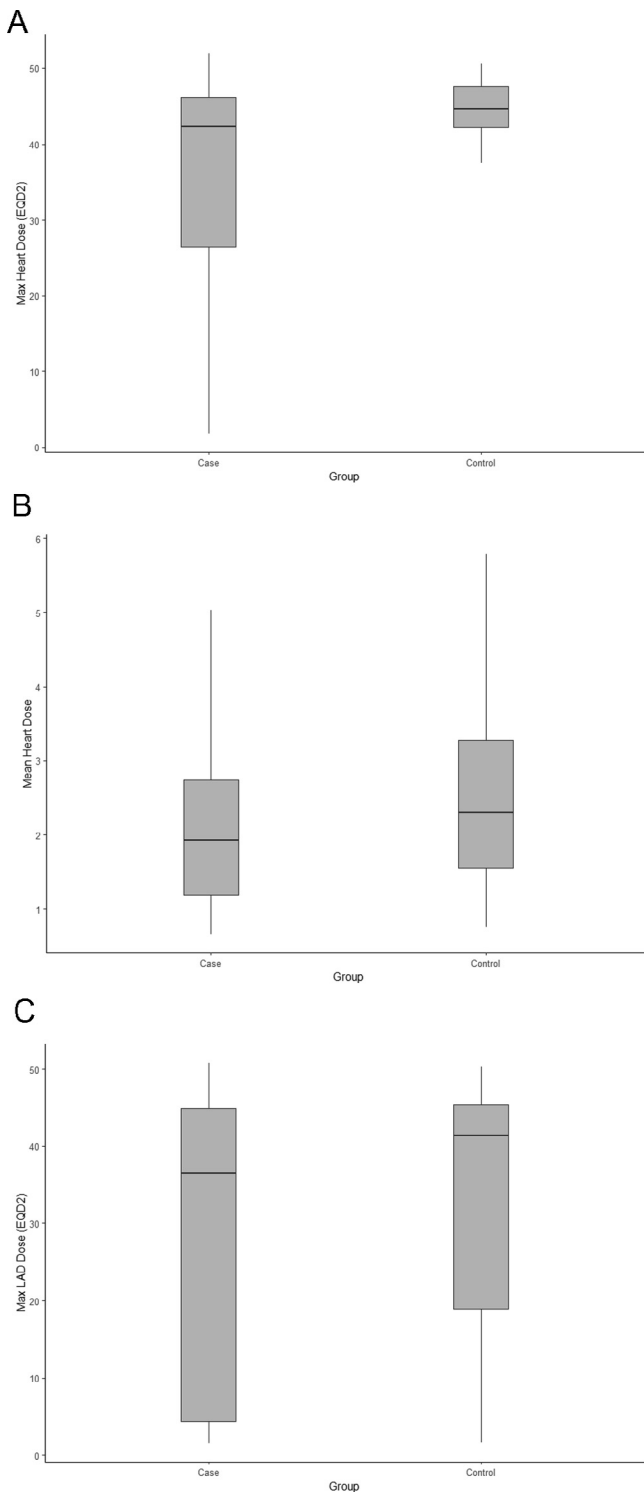 A
Max Heart Dose (EQD2)
50
40
30
20
10
0
Case
Control
Group
B
Mean Heart Dose
6
5
4
3
2
1
Case
Control
Group
C
Max LAD Dose (EQD2)
50
40
30
20
10
0
Case
Control
Group